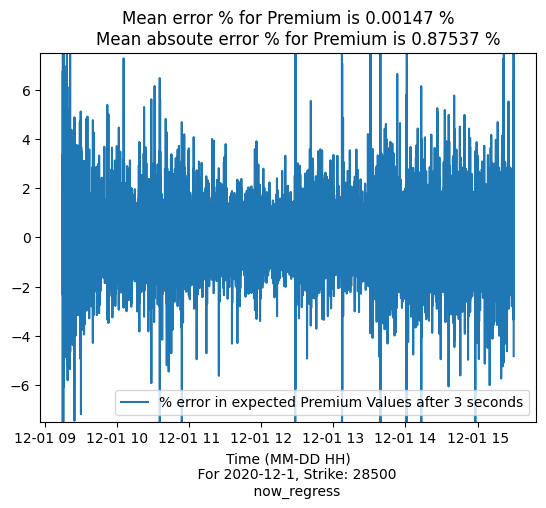 Mean error % for Premium is 0.00147 %
Mean absoute error % for Premium is 0.87537 %
6
4
2
0
−2
−4
−6
% error in expected Premium Values after 3 seconds
12-01 09 12-01 10 12-01 11 12-01 12 12-01 13 12-01 14 12-01 15
Time (MM-DD HH)
For 2020-12-1, Strike: 28500
now_regress